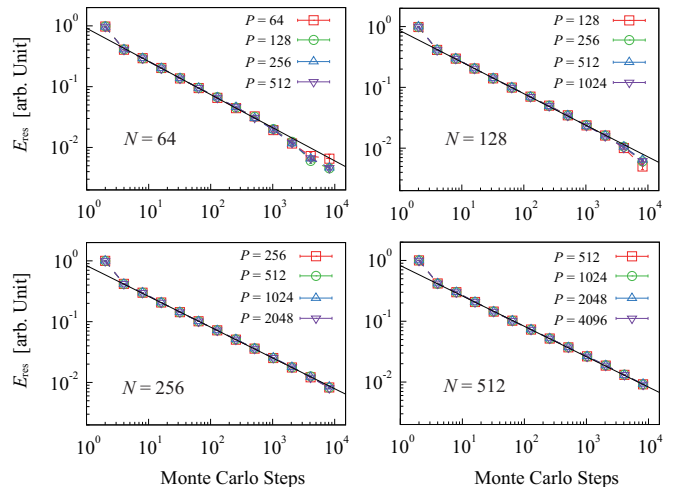 E_res [arb. Unit]
10^0
10^-1
10^-2
P = 64
P = 128
P = 256
P = 512
N = 64
10^0 10^1 10^2 10^3 10^4
P = 128
P = 256
P = 512
P = 1024
N = 128
10^0 10^1 10^2 10^3 10^4
E_res [arb. Unit]
10^0
10^-1
10^-2
P = 256
P = 512
P = 1024
P = 2048
N = 256
10^0 10^1 10^2 10^3 10^4
Monte Carlo Steps
P = 512
P = 1024
P = 2048
P = 4096
N = 512
10^0 10^1 10^2 10^3 10^4
Monte Carlo Steps